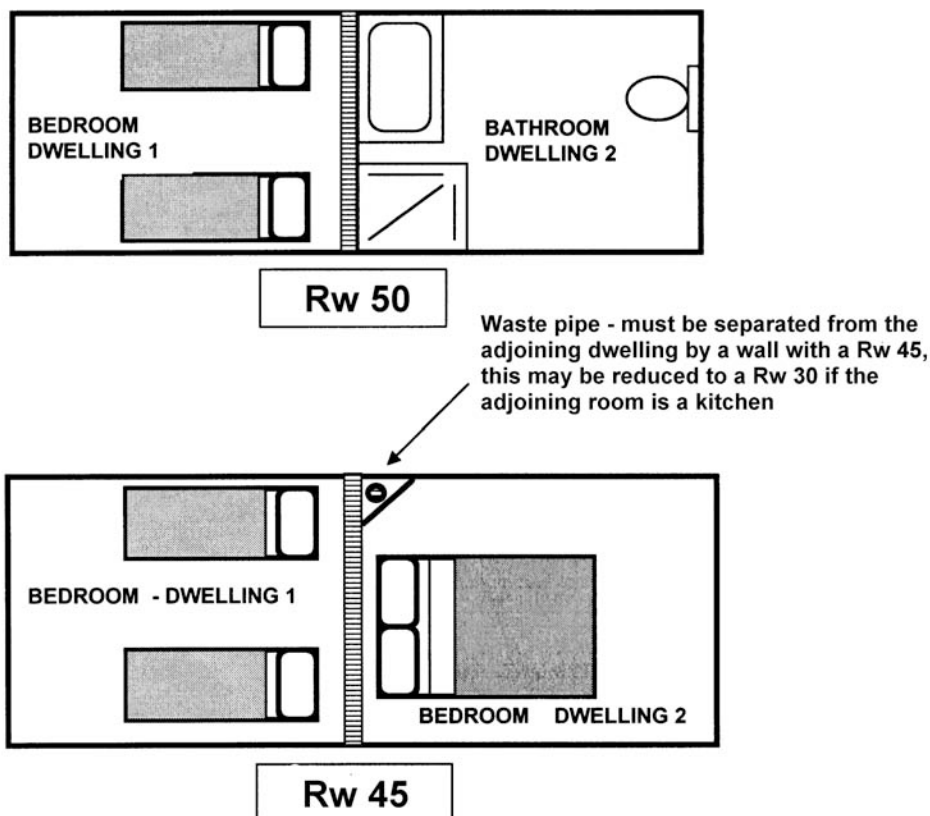 BEDROOM
DWELLING 1
BATHROOM
DWELLING 2
Rw 50
Waste pipe - must be separated from the
adjoining dwelling by a wall with a Rw 45,
this may be reduced to a Rw 30 if the
adjoining room is a kitchen
BEDROOM - DWELLING 1
BEDROOM DWELLING 2
Rw 45